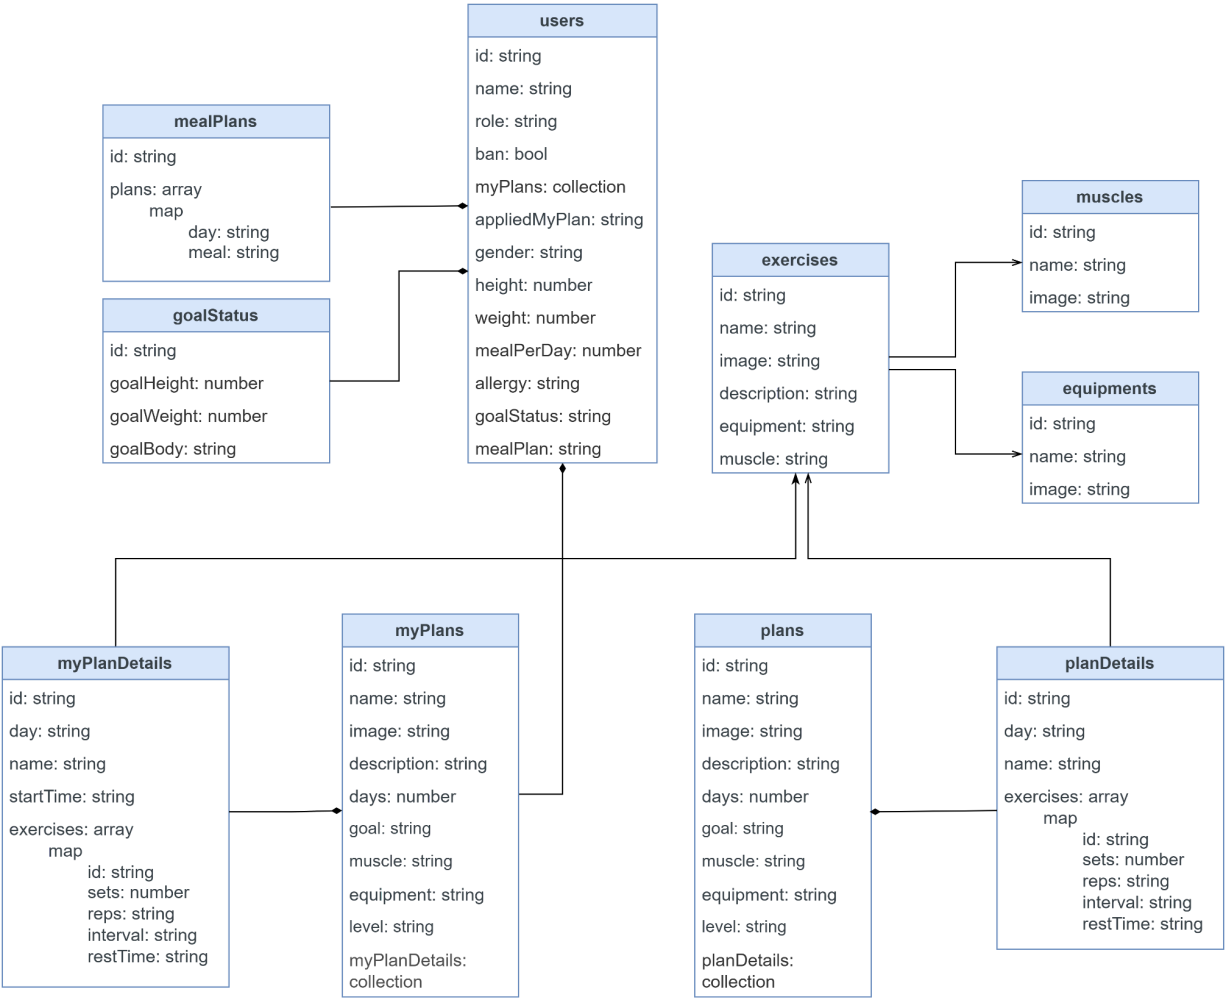 users
id: string
name: string
role: string
ban: bool
myPlans: collection
appliedMyPlan: string
gender: string
height: number
weight: number
mealPerDay: number
allergy: string
goalStatus: string
mealPlan: string
mealPlans
id: string
plans: array
map
day: string
meal: string
goalStatus
id: string
goalHeight: number
goalWeight: number
goalBody: string
exercises
id: string
name: string
image: string
description: string
equipment: string
muscle: string
muscles
id: string
name: string
image: string
equipments
id: string
name: string
image: string
myPlanDetails
id: string
day: string
name: string
startTime: string
exercises: array
map
id: string
sets: number
reps: string
interval: string
restTime: string
myPlans
id: string
name: string
image: string
description: string
days: number
goal: string
muscle: string
equipment: string
level: string
myPlanDetails:
collection
plans
id: string
name: string
image: string
description: string
days: number
goal: string
muscle: string
equipment: string
level: string
planDetails:
collection
planDetails
id: string
day: string
name: string
exercises: array
map
id: string
sets: number
reps: string
interval: string
restTime: string